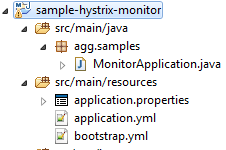 sample-hystrix-monitor
src/main/java
agg.samples
MonitorApplication.java
src/main/resources
application.properties
application.yml
bootstrap.yml